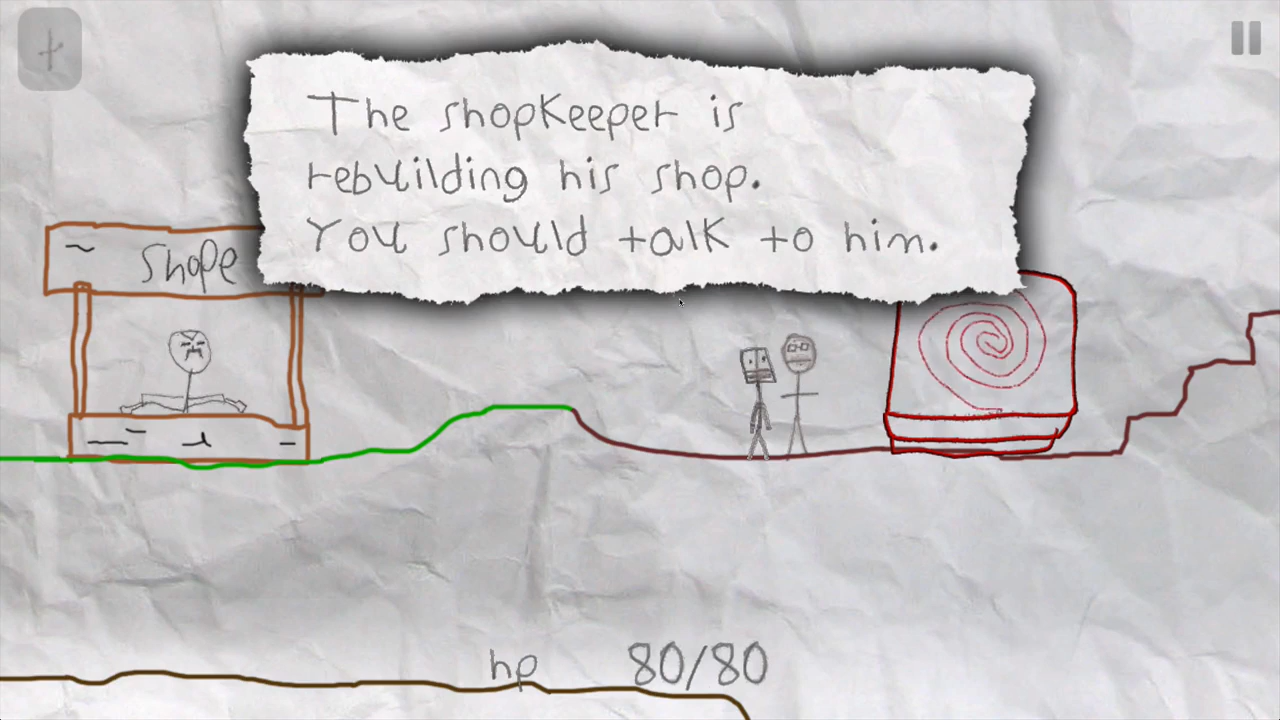 The shopkeeper is
rebuilding his shop.
You should talk to him.
Shope
hp 80/80